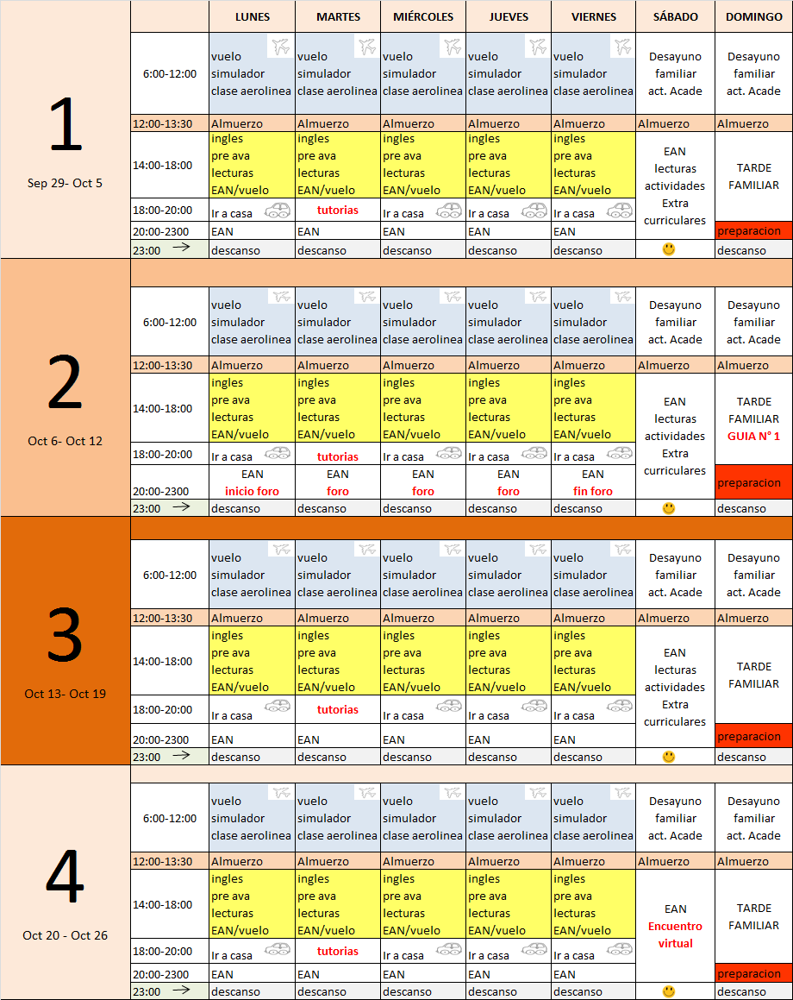 LUNES MARTES MIÉRCOLES JUEVES VIERNES SÁBADO DOMINGO
1
Sep 29- Oct 5
6:00-12:00
vuelo vuelo vuelo vuelo vuelo Desayuno Desayuno
simulador simulador simulador simulador simulador familiar familiar
clase aerolinea clase aerolinea clase aerolinea clase aerolinea clase aerolinea act. Acade act. Acade
12:00-13:30 Almuerzo Almuerzo Almuerzo Almuerzo Almuerzo Almuerzo Almuerzo
14:00-18:00
ingles ingles ingles ingles ingles
pre ava pre ava pre ava pre ava pre ava
lecturas lecturas lecturas lecturas lecturas
EAN/vuelo EAN/vuelo EAN/vuelo EAN/vuelo EAN/vuelo
EAN
lecturas
actividades
Extra
curriculares
TARDE
FAMILIAR
18:00-20:00 Ir a casa tutorias Ir a casa Ir a casa Ir a casa
20:00-2300 EAN EAN EAN EAN EAN preparacion
23:00 descanso descanso descanso descanso descanso descanso
2
Oct 6- Oct 12
6:00-12:00
vuelo vuelo vuelo vuelo vuelo Desayuno Desayuno
simulador simulador simulador simulador simulador familiar familiar
clase aerolinea clase aerolinea clase aerolinea clase aerolinea clase aerolinea act. Acade act. Acade
12:00-13:30 Almuerzo Almuerzo Almuerzo Almuerzo Almuerzo Almuerzo Almuerzo
14:00-18:00
ingles ingles ingles ingles ingles
pre ava pre ava pre ava pre ava pre ava
lecturas lecturas lecturas lecturas lecturas
EAN/vuelo EAN/vuelo EAN/vuelo EAN/vuelo EAN/vuelo
EAN
lecturas
actividades
Extra
curriculares
TARDE
FAMILIAR
GUIA N° 1
18:00-20:00 Ir a casa tutorias Ir a casa Ir a casa Ir a casa
20:00-2300
EAN EAN EAN EAN EAN
inicio foro foro foro foro fin foro
preparacion
23:00 descanso descanso descanso descanso descanso descanso
3
Oct 13- Oct 19
6:00-12:00
vuelo vuelo vuelo vuelo vuelo Desayuno Desayuno
simulador simulador simulador simulador simulador familiar familiar
clase aerolinea clase aerolinea clase aerolinea clase aerolinea clase aerolinea act. Acade act. Acade
12:00-13:30 Almuerzo Almuerzo Almuerzo Almuerzo Almuerzo Almuerzo Almuerzo
14:00-18:00
ingles ingles ingles ingles ingles
pre ava pre ava pre ava pre ava pre ava
lecturas lecturas lecturas lecturas lecturas
EAN/vuelo EAN/vuelo EAN/vuelo EAN/vuelo EAN/vuelo
EAN
lecturas
actividades
Extra
curriculares
TARDE
FAMILIAR
18:00-20:00 Ir a casa tutorias Ir a casa Ir a casa Ir a casa
20:00-2300 EAN EAN EAN EAN EAN preparacion
23:00 descanso descanso descanso descanso descanso descanso
4
Oct 20 - Oct 26
6:00-12:00
vuelo vuelo vuelo vuelo vuelo Desayuno Desayuno
simulador simulador simulador simulador simulador familiar familiar
clase aerolinea clase aerolinea clase aerolinea clase aerolinea clase aerolinea act. Acade act. Acade
12:00-13:30 Almuerzo Almuerzo Almuerzo Almuerzo Almuerzo Almuerzo Almuerzo
14:00-18:00
ingles ingles ingles ingles ingles
pre ava pre ava pre ava pre ava pre ava
lecturas lecturas lecturas lecturas lecturas
EAN/vuelo EAN/vuelo EAN/vuelo EAN/vuelo EAN/vuelo
EAN
Encuentro
virtual
TARDE
FAMILIAR
18:00-20:00 Ir a casa tutorias Ir a casa Ir a casa Ir a casa
20:00-2300 EAN EAN EAN EAN EAN preparacion
23:00 descanso descanso descanso descanso descanso descanso